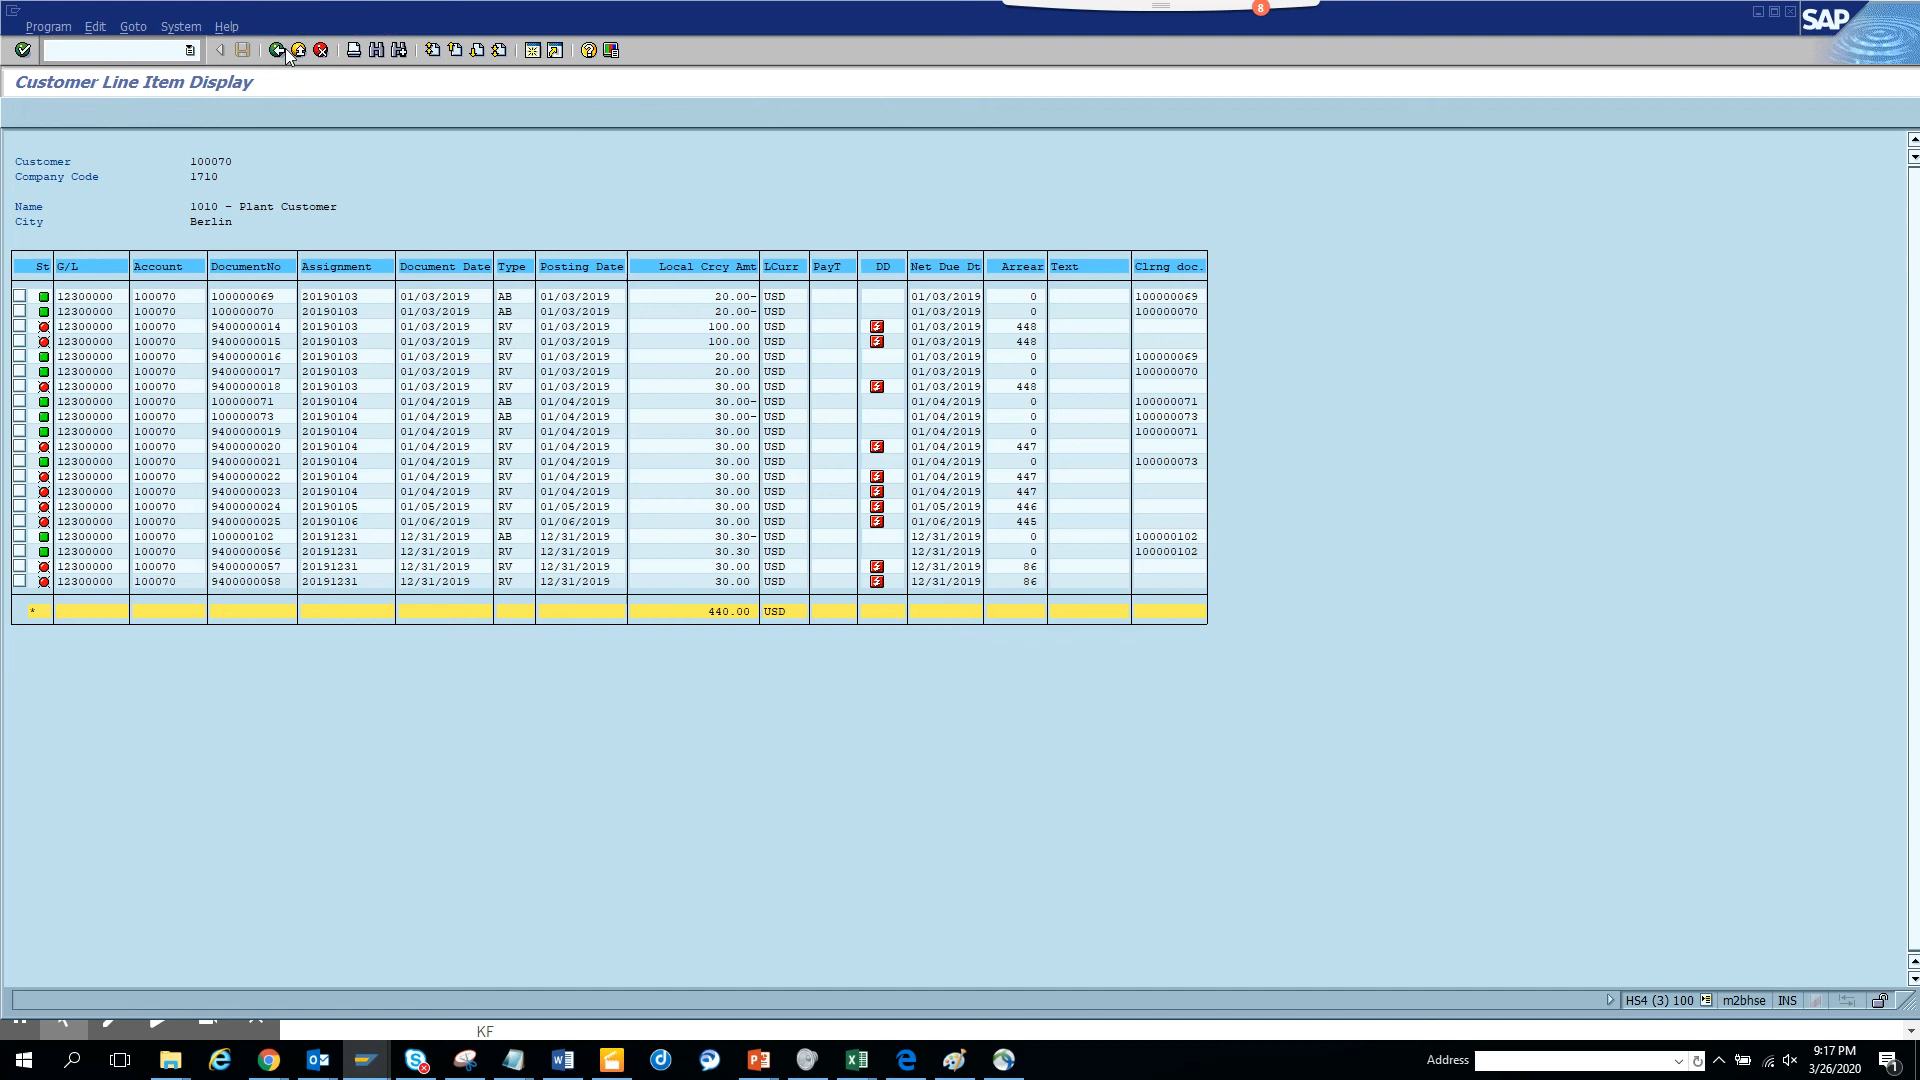 8
Program Edit Goto System Help
SAP
Customer Line Item Display
Customer 100070
Company Code 1710
Name 1010 - Plant Customer
City Berlin
St G/L Account DocumentNo Assignment Document Date Type Posting Date Local Crcy Amt LCurr PayT DD Net Due Dt Arrear Text Clrng doc.
12300000 100070 100000069 20190103 01/03/2019 AB 01/03/2019 20.00- USD 01/03/2019 0 100000069
12300000 100070 100000070 20190103 01/03/2019 AB 01/03/2019 20.00- USD 01/03/2019 0 100000070
12300000 100070 9400000014 20190103 01/03/2019 RV 01/03/2019 100.00 USD 01/03/2019 448
12300000 100070 9400000015 20190103 01/03/2019 RV 01/03/2019 100.00 USD 01/03/2019 448
12300000 100070 9400000016 20190103 01/03/2019 RV 01/03/2019 20.00 USD 01/03/2019 0 100000069
12300000 100070 9400000017 20190103 01/03/2019 RV 01/03/2019 20.00 USD 01/03/2019 0 100000070
12300000 100070 9400000018 20190103 01/03/2019 RV 01/03/2019 30.00 USD 01/03/2019 448
12300000 100070 100000071 20190104 01/04/2019 AB 01/04/2019 30.00- USD 01/04/2019 0 100000071
12300000 100070 100000073 20190104 01/04/2019 AB 01/04/2019 30.00- USD 01/04/2019 0 100000073
12300000 100070 9400000019 20190104 01/04/2019 RV 01/04/2019 30.00 USD 01/04/2019 0 100000071
12300000 100070 9400000020 20190104 01/04/2019 RV 01/04/2019 30.00 USD 01/04/2019 447
12300000 100070 9400000021 20190104 01/04/2019 RV 01/04/2019 30.00 USD 01/04/2019 0 100000073
12300000 100070 9400000022 20190104 01/04/2019 RV 01/04/2019 30.00 USD 01/04/2019 447
12300000 100070 9400000023 20190104 01/04/2019 RV 01/04/2019 30.00 USD 01/04/2019 447
12300000 100070 9400000024 20190105 01/05/2019 RV 01/05/2019 30.00 USD 01/05/2019 446
12300000 100070 9400000025 20190106 01/06/2019 RV 01/06/2019 30.00 USD 01/06/2019 445
12300000 100070 100000102 20191231 12/31/2019 AB 12/31/2019 30.30- USD 12/31/2019 0 100000102
12300000 100070 9400000056 20191231 12/31/2019 RV 12/31/2019 30.30 USD 12/31/2019 0 100000102
12300000 100070 9400000057 20191231 12/31/2019 RV 12/31/2019 30.00 USD 12/31/2019 86
12300000 100070 9400000058 20191231 12/31/2019 RV 12/31/2019 30.00 USD 12/31/2019 86
* 440.00 USD
HS4 (3) 100 m2bhse INS
KF
Address
9:17 PM
3/26/2020
1